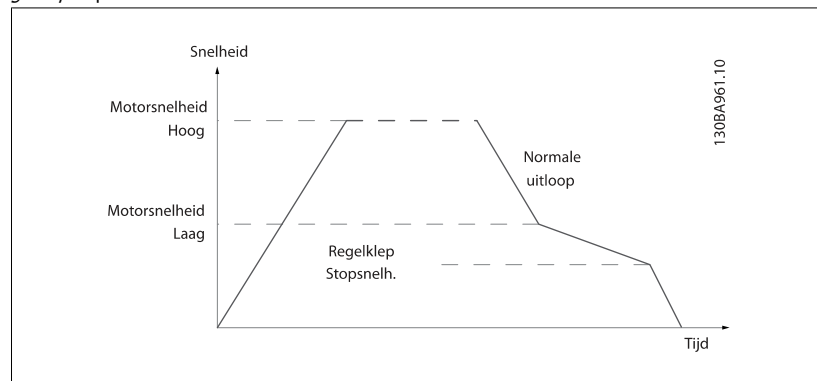 Snelheid
Motorsnelheid
Hoog
Normale
uitloop
Motorsnelheid
Laag
Regelklep
Stopsnelh.
Tijd
130BA961.10